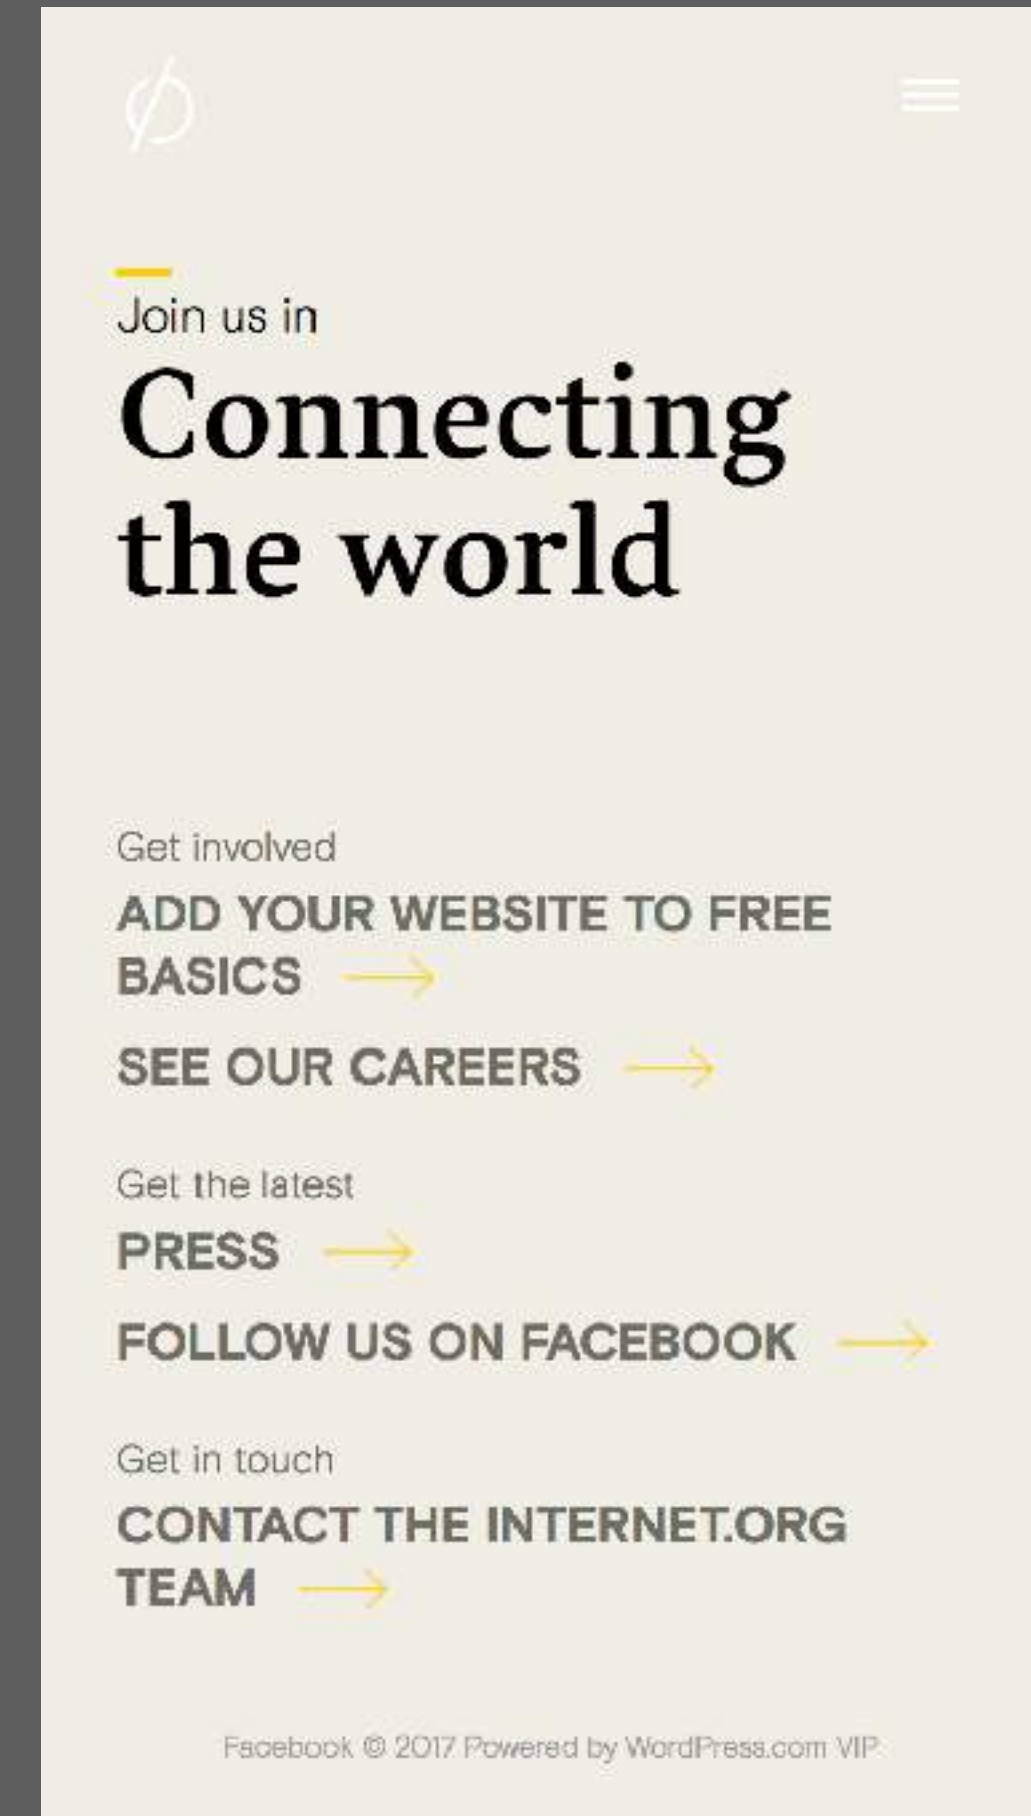 Join us in
Connecting
the world
Get involved
ADD YOUR WEBSITE TO FREE
BASICS
SEE OUR CAREERS
Get the latest
PRESS
FOLLOW US ON FACEBOOK
Get in touch
CONTACT THE INTERNET.ORG
TEAM
Facebook © 2017 Powered by WordPress.com VIP